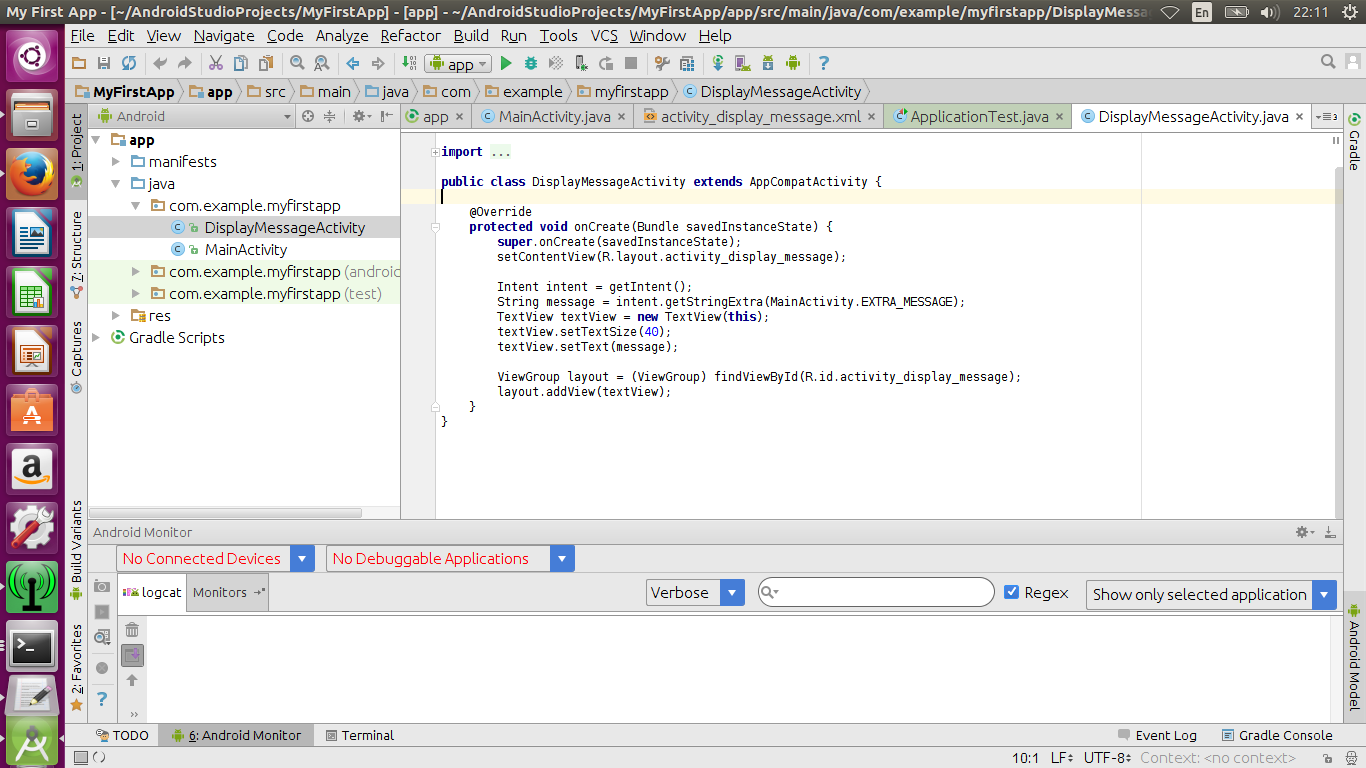 My First App - [~/AndroidStudioProjects/MyFirstApp] - [app] - ~/AndroidStudioProjects/MyFirstApp/app/src/main/java/com/example/myfirstapp/DisplayMessa
En
22:11
File Edit View Navigate Code Analyze Refactor Build Run Tools VCS Window Help
app
MyFirstApp app src main java com example myfirstapp DisplayMessageActivity
1: Project
7: Structure
Captures
Build Variants
2: Favorites
Android
app
manifests
java
com.example.myfirstapp
DisplayMessageActivity
MainActivity
com.example.myfirstapp (androic
com.example.myfirstapp (test)
res
Gradle Scripts
app MainActivity.java activity_display_message.xml ApplicationTest.java DisplayMessageActivity.java
3
import ...
public class DisplayMessageActivity extends AppCompatActivity {
@Override
protected void onCreate(Bundle savedInstanceState) {
super.onCreate(savedInstanceState);
setContentView(R.layout.activity_display_message);
Intent intent = getIntent();
String message = intent.getStringExtra(MainActivity.EXTRA_MESSAGE);
TextView textView = new TextView(this);
textView.setTextSize(40);
textView.setText(message);
ViewGroup layout = (ViewGroup) findViewById(R.id.activity_display_message);
layout.addView(textView);
}
}
Gradle
Android Model
Android Monitor
No Connected Devices No Debuggable Applications
logcat Monitors Verbose Regex Show only selected application
TODO 6: Android Monitor Terminal Event Log Gradle Console
10:1 LF UTF-8 Context: <no context>